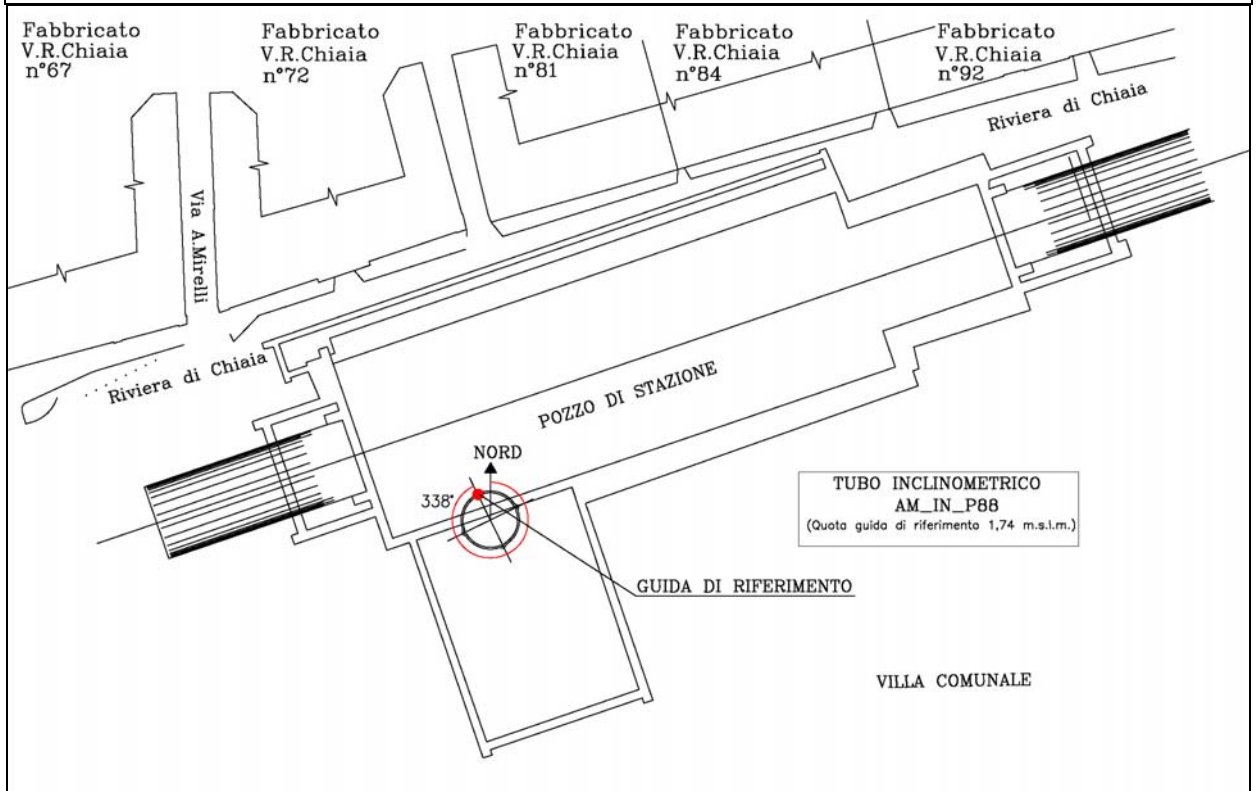 Fabbricato
V.R.Chiaia
n°67
Fabbricato
V.R.Chiaia
n°72
Fabbricato
V.R.Chiaia
n°81
Fabbricato
V.R.Chiaia
n°84
Fabbricato
V.R.Chiaia
n°92
Riviera di Chiaia
Via A.Mirelli
Riviera di Chiaia
POZZO DI STAZIONE
NORD
338°
TUBO INCLINOMETRICO
AM_IN_P88
(Quota guida di riferimento 1,74 m.s.l.m.)
GUIDA DI RIFERIMENTO
VILLA COMUNALE